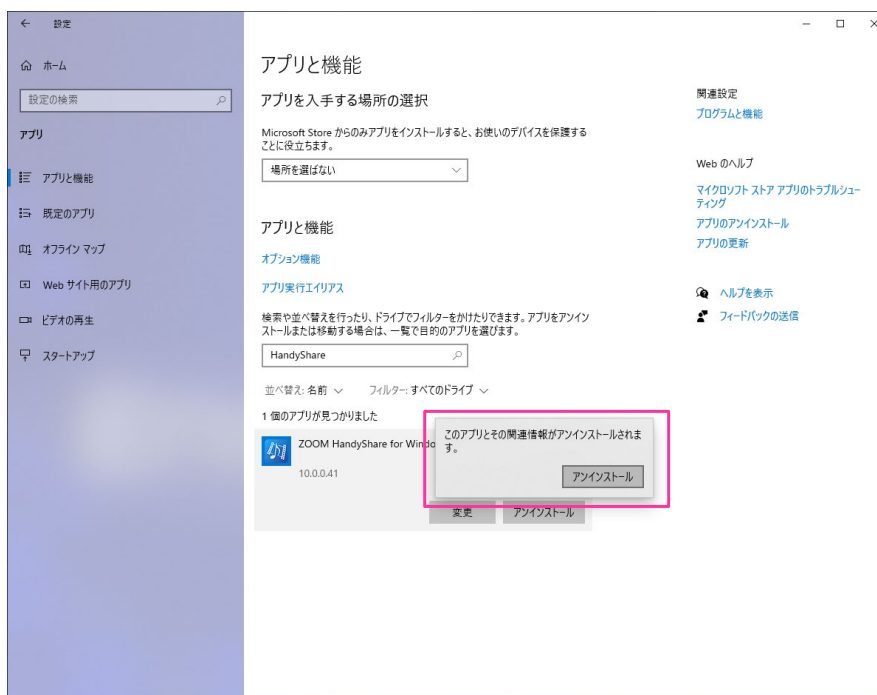 設定
ホーム
設定の検索
アプリ
アプリと機能
既定のアプリ
オフライン マップ
Web サイト用のアプリ
ビデオの再生
スタートアップ
アプリと機能
アプリを入手する場所の選択
Microsoft Store からのみアプリをインストールすると、お使いのデバイスを保護する
ことに役立ちます。
場所を選ばない
アプリと機能
オプション機能
アプリ実行エイリアス
検索や並べ替えを行ったり、ドライブでフィルターをかけたりできます。アプリをアンイン
ストールまたは移動する場合は、一覧で目的のアプリを選びます。
HandyShare
並べ替え: 名前 フィルター: すべてのドライブ
1 個のアプリが見つかりました
ZOOM HandyShare for Windo
10.0.0.41
このアプリとその関連情報がアンインストールされま
す。
アンインストール
変更 アンインストール
関連設定
プログラムと機能
Web のヘルプ
マイクロソフト ストア アプリのトラブルシュー
ティング
アプリのアンインストール
アプリの更新
ヘルプを表示
フィードバックの送信